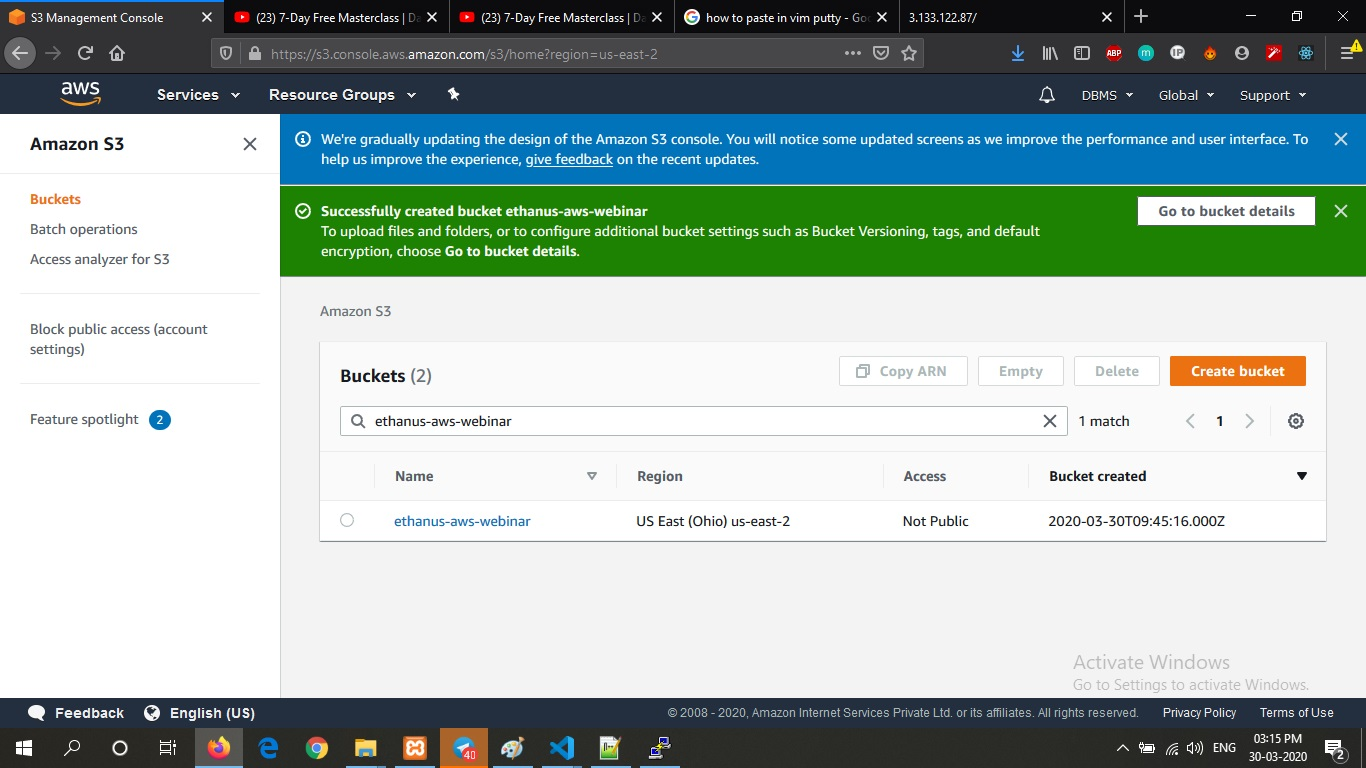 S3 Management Console
(23) 7-Day Free Masterclass | Da
(23) 7-Day Free Masterclass | Da
how to paste in vim putty - Goo
3.133.122.87/
https://s3.console.aws.amazon.com/s3/home?region=us-east-2
ABP
m
IP
aws
Services
Resource Groups
DBMS
Global
Support
Amazon S3
Buckets
Batch operations
Access analyzer for S3
Block public access (account
settings)
Feature spotlight 2
We're gradually updating the design of the Amazon S3 console. You will notice some updated screens as we improve the performance and user interface. To
help us improve the experience, give feedback on the recent updates.
Successfully created bucket ethanus-aws-webinar
To upload files and folders, or to configure additional bucket settings such as Bucket Versioning, tags, and default
encryption, choose Go to bucket details.
Go to bucket details
Amazon S3
Buckets (2)
Copy ARN
Empty
Delete
Create bucket
ethanus-aws-webinar
1 match
1
Name
Region
Access
Bucket created
ethanus-aws-webinar
US East (Ohio) us-east-2
Not Public
2020-03-30T09:45:16.000Z
Activate Windows
Go to Settings to activate Windows.
Feedback
English (US)
© 2008 - 2020, Amazon Internet Services Private Ltd. or its affiliates. All rights reserved.
Privacy Policy
Terms of Use
40
ENG
03:15 PM
30-03-2020
2